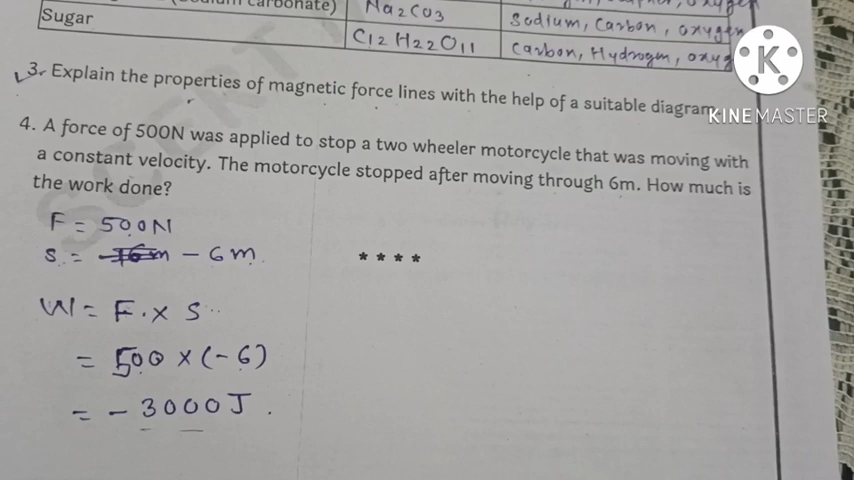 (Sodium carbonate)
Na2CO3
oxygen
Sodium, Carbon, oxygen
Sugar
C12H22O11
Carbon, Hydrogen, oxyg
3. Explain the properties of magnetic force lines with the help of a suitable diagram
K
KINEMASTER
4. A force of 500N was applied to stop a two wheeler motorcycle that was moving with
a constant velocity. The motorcycle stopped after moving through 6m. How much is
the work done?
F = 500N
S = - 6m
****
W = F. x S
= 500 x (- 6)
= - 3000J.